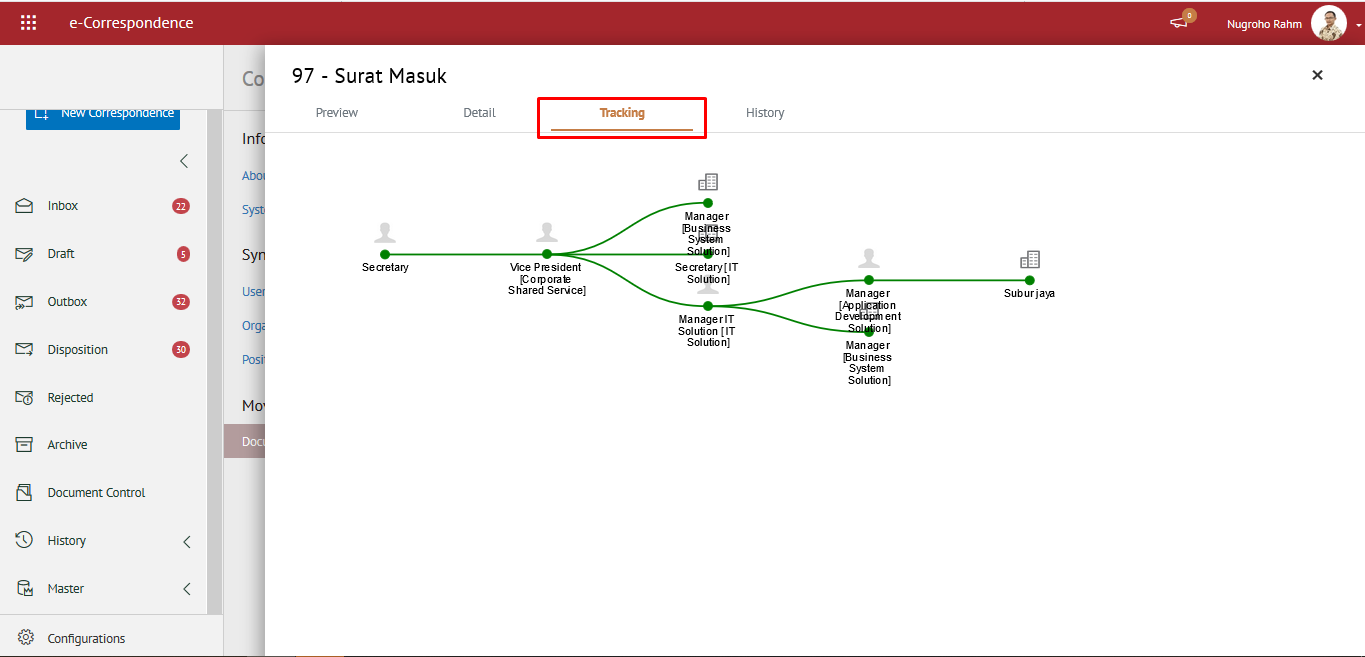 e-Correspondence
0
Nugroho Rahm
97 - Surat Masuk
Preview
Detail
Tracking
History
New Correspondence
Inbox
22
Draft
5
Outbox
32
Disposition
30
Rejected
Archive
Document Control
History
Master
Configurations
Co
Info
Abou
Syste
Syn
User
Orga
Posit
Mov
Docu
Secretary
Vice President
[Corporate
Shared Service]
Manager
[Business
System
Solution]
Secretary [IT
Solution]
Manager IT
Solution [IT
Solution]
Manager
[Application
Development
Solution]
Manager
[Business
System
Solution]
Subur jaya